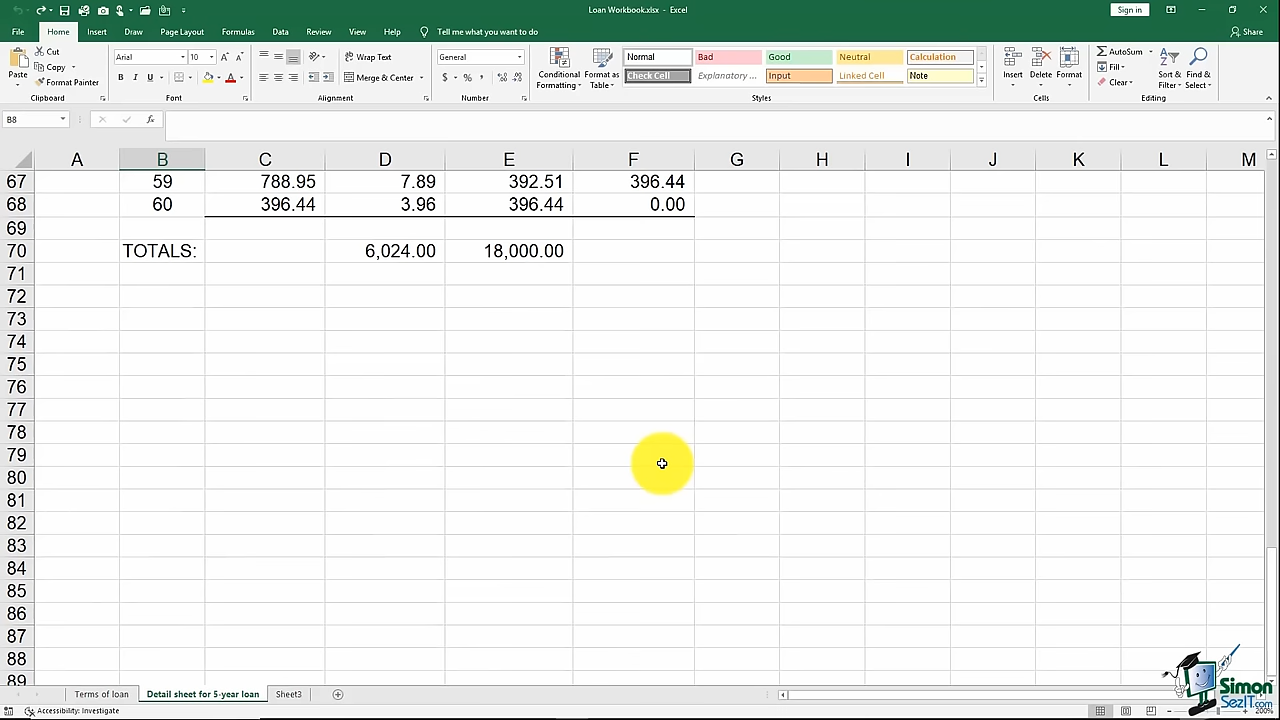 Loan Workbook.xlsx - Excel
Sign in
File Home Insert Draw Page Layout Formulas Data Review View Help Tell me what you want to do Share
Paste
Cut
Copy
Format Painter
Clipboard
Arial 10
B I U
Font
Wrap Text
Merge & Center
Alignment
General
$ % ,
Number
Conditional Formatting
Format as Table
Normal Bad Good Neutral Calculation
Check Cell Explanatory ... Input Linked Cell Note
Styles
Insert Delete Format
Cells
AutoSum
Fill
Clear
Sort & Filter
Find & Select
Editing
B8
fx
A B C D E F G H I J K L M
67 59 788.95 7.89 392.51 396.44
68 60 396.44 3.96 396.44 0.00
69
70 TOTALS: 6,024.00 18,000.00
71
72
73
74
75
76
77
78
79
80
81
82
83
84
85
86
87
88
89
Terms of loan Detail sheet for 5-year loan Sheet3
Accessibility: Investigate
200%
Simon
SezIT.com